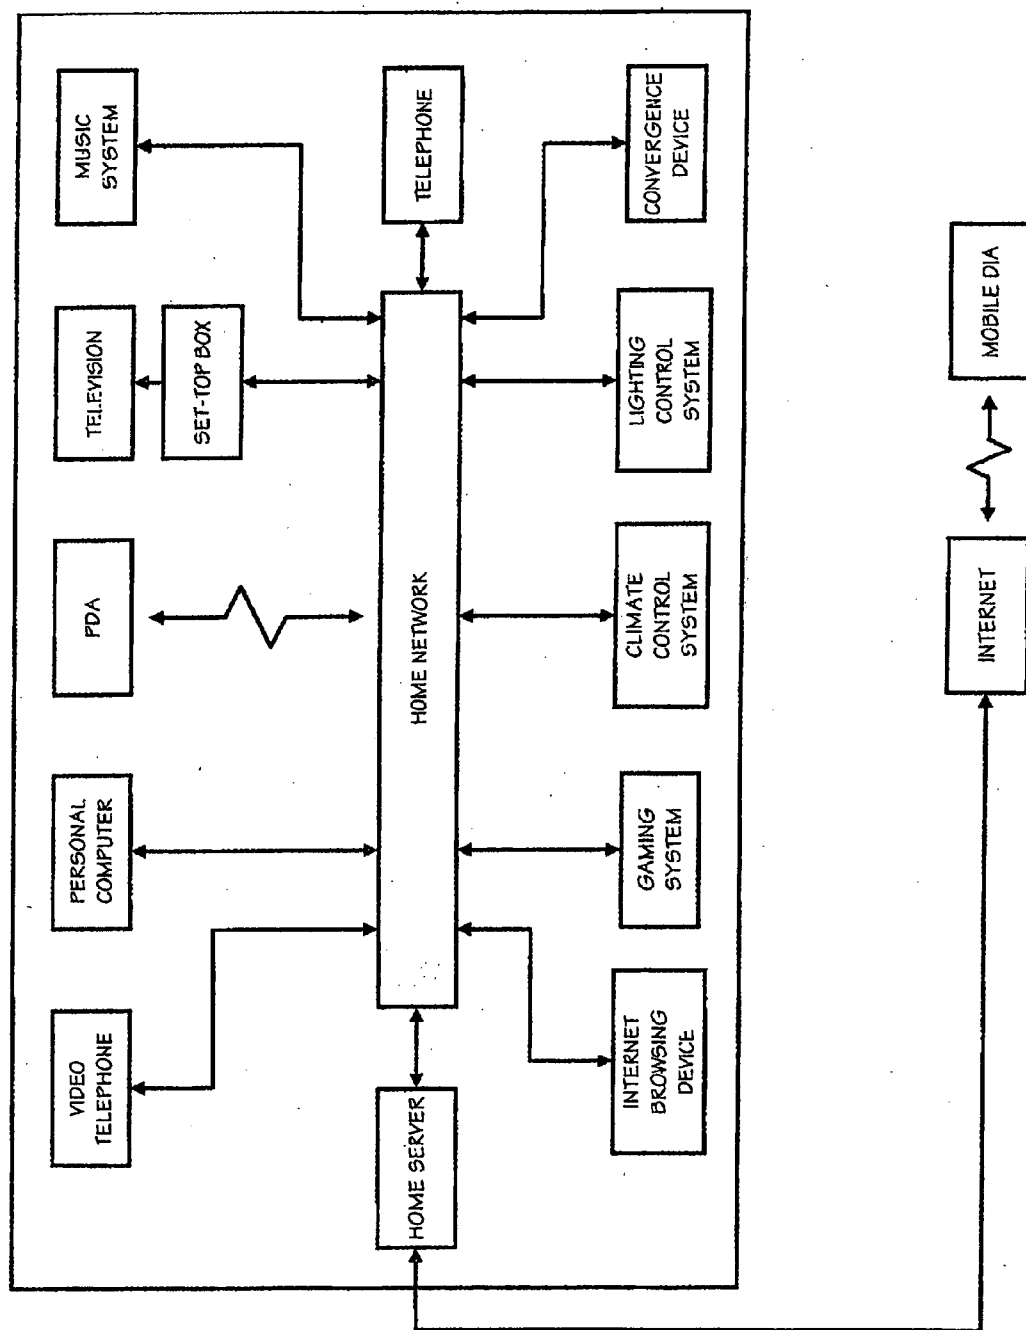 VIDEO
TELEPHONE
PERSONAL
COMPUTER
PDA
TELEVISION
SET-TOP BOX
MUSIC
SYSTEM
HOME SERVER
HOME NETWORK
TELEPHONE
INTERNET
BROWSING
DEVICE
GAMING
SYSTEM
CLIMATE
CONTROL
SYSTEM
LIGHTING
CONTROL
SYSTEM
CONVERGENCE
DEVICE
INTERNET
MOBILE DIA